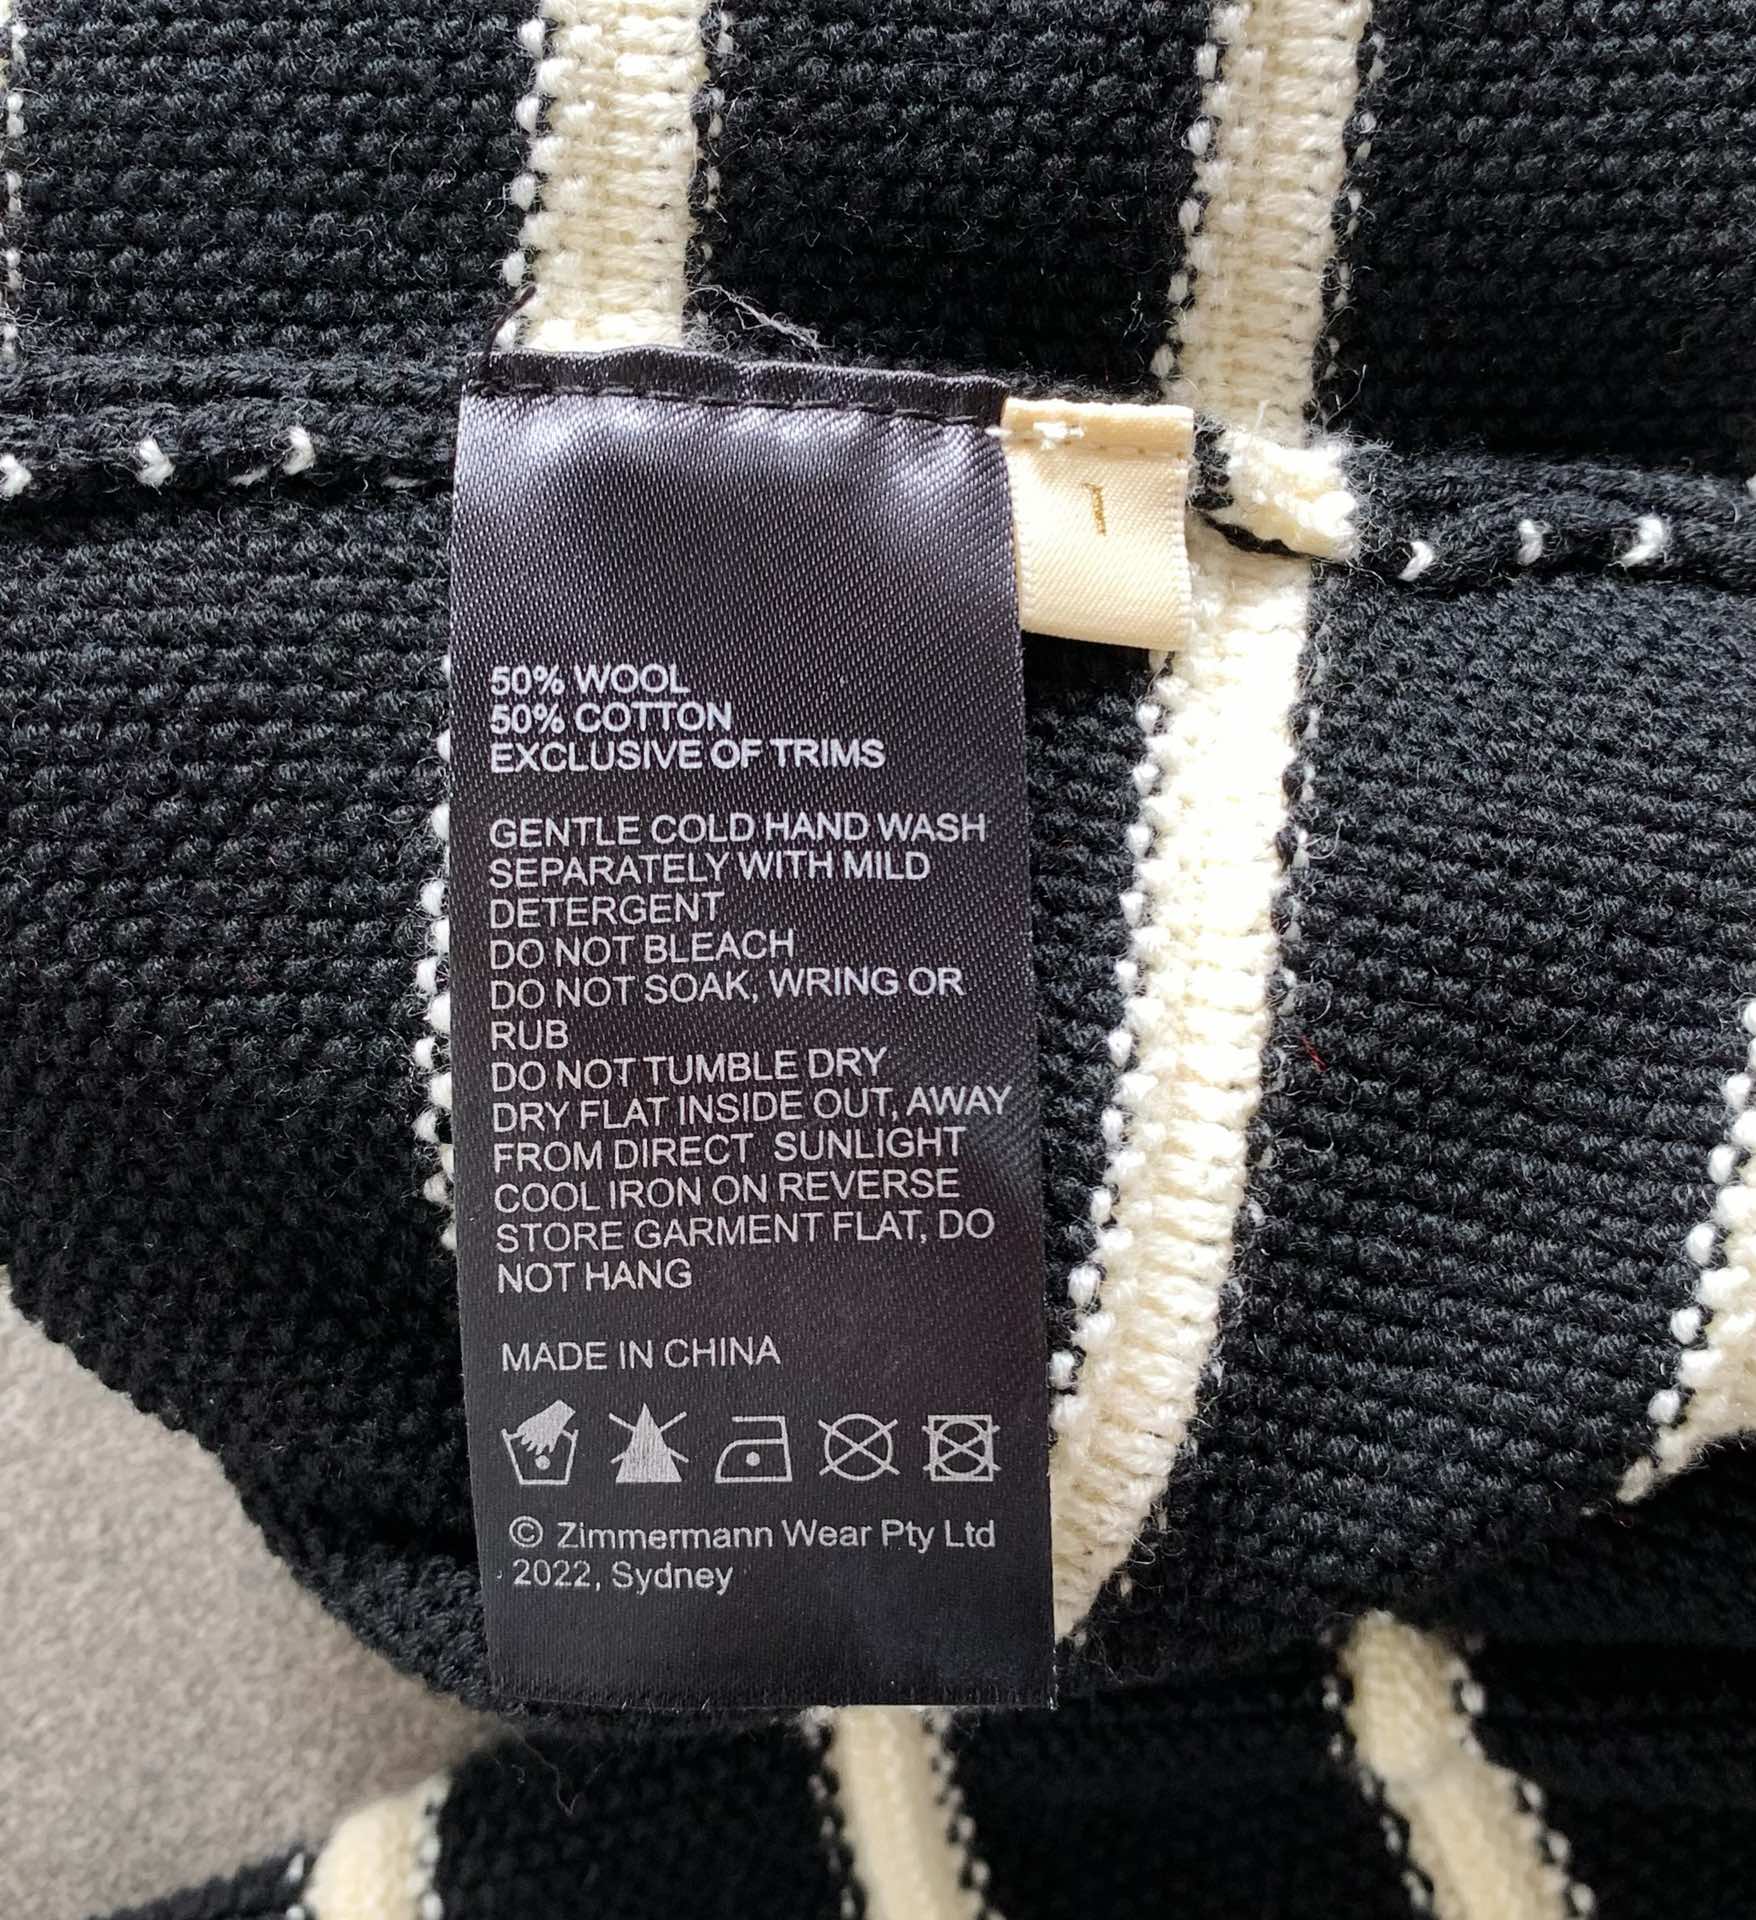 1
50% WOOL
50% COTTON
EXCLUSIVE OF TRIMS
GENTLE COLD HAND WASH
SEPARATELY WITH MILD
DETERGENT
DO NOT BLEACH
DO NOT SOAK, WRING OR
RUB
DO NOT TUMBLE DRY
DRY FLAT INSIDE OUT, AWAY
FROM DIRECT SUNLIGHT
COOL IRON ON REVERSE
STORE GARMENT FLAT, DO
NOT HANG
MADE IN CHINA
© Zimmermann Wear Pty Ltd
2022, Sydney